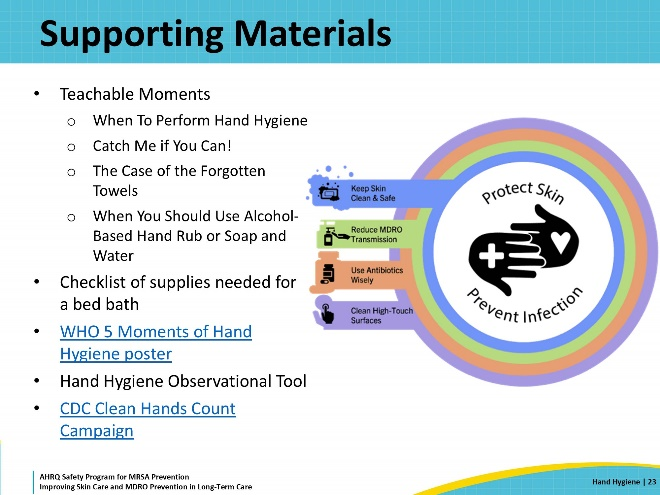 Supporting Materials
• Teachable Moments
o When To Perform Hand Hygiene
o Catch Me if You Can!
o The Case of the Forgotten
Towels
o When You Should Use Alcohol-
Based Hand Rub or Soap and
Water
• Checklist of supplies needed for
a bed bath
• WHO 5 Moments of Hand
Hygiene poster
• Hand Hygiene Observational Tool
• CDC Clean Hands Count
Campaign
Keep Skin
Clean & Safe
Reduce MDRO
Transmission
Use Antibiotics
Wisely
Clean High-Touch
Surfaces
Protect Skin
Prevent Infection
AHRQ Safety Program for MRSA Prevention
Improving Skin Care and MDRO Prevention in Long-Term Care
Hand Hygiene | 23